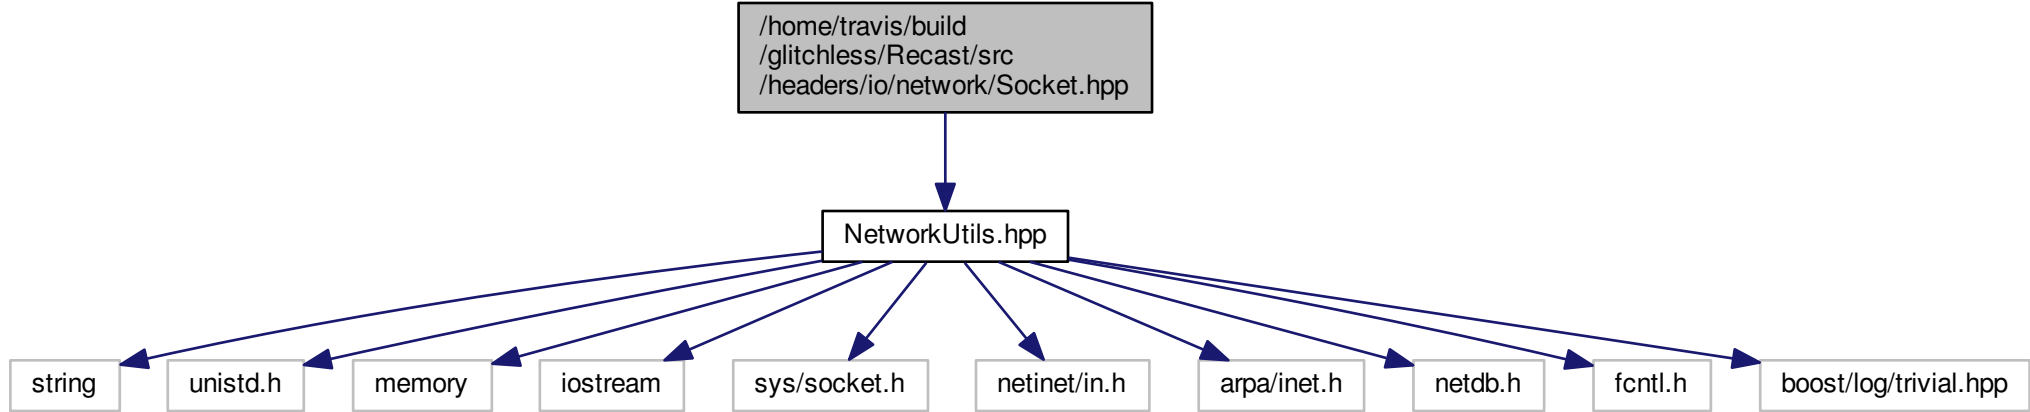 /home/travis/build
/glitchless/Recast/src
/headers/io/network/Socket.hpp
NetworkUtils.hpp
string
unistd.h
memory
iostream
sys/socket.h
netinet/in.h
arpa/inet.h
netdb.h
fcntl.h
boost/log/trivial.hpp